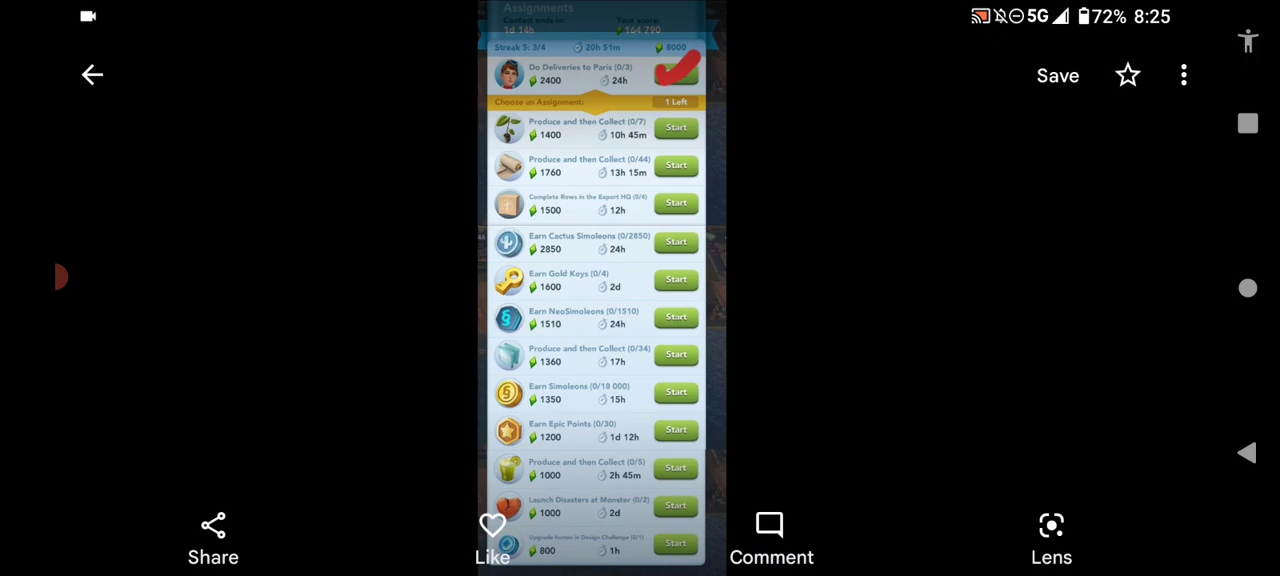 5G 72% 8:25
Save
Assignments
Contest ends in: Your score:
1d 14h 164 790
Streak 5: 3/4 20h 51m 8000
Do Deliveries to Paris (0/3)
2400 24h
Choose an Assignment: 1 Left
Produce and then Collect (0/7)
1400 10h 45m Start
Produce and then Collect (0/44)
1760 13h 15m Start
Complete Rows in the Export HQ (0/4)
1500 12h Start
Earn Cactus Simoleons (0/2850)
2850 24h Start
Earn Gold Keys (0/4)
1600 2d Start
Earn NeoSimoleons (0/1510)
1510 24h Start
Produce and then Collect (0/34)
1360 17h Start
Earn Simoleons (0/18 000)
1350 15h Start
Earn Epic Points (0/30)
1200 1d 12h Start
Produce and then Collect (0/5)
1000 2h 45m Start
Launch Disasters at Monster (0/2)
1000 2d Start
Upgrade homes in Design Challenge (0/1)
800 1h Start
Share Like Comment Lens